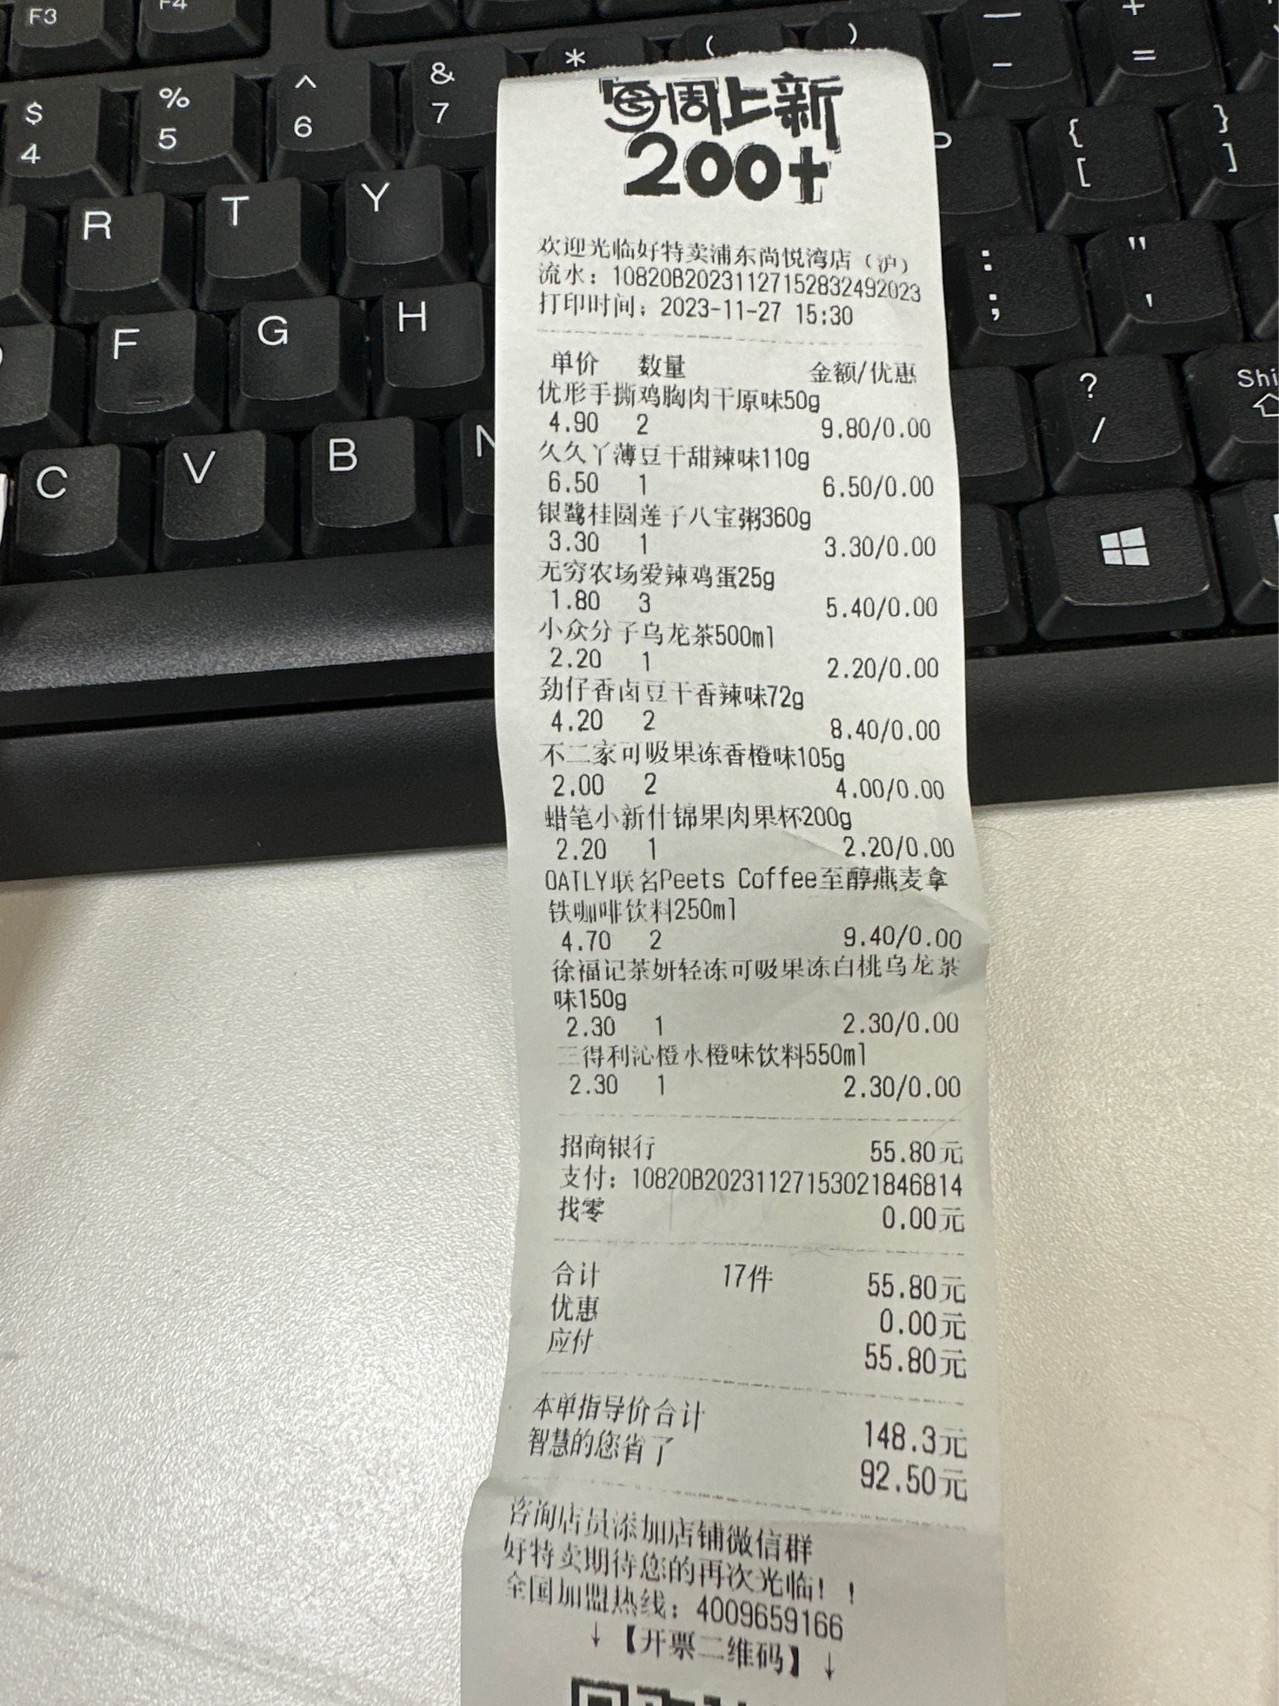 F3
F4
*
(
)
—
-
+
=
$
4
%
5
^
6
&
7
{
[
}
]
R
T
Y
:
;
"
'
F
G
H
?
/
Shi
C
V
B
N
每周上新
200+
欢迎光临好特卖浦东尚悦湾店（沪）
流水：10820B20231127152832492023
打印时间：2023-11-27 15:30
单价 数量 金额/优惠
优形手撕鸡胸肉干原味50g
4.90 2 9.80/0.00
久久丫薄豆干甜辣味110g
6.50 1 6.50/0.00
银鹭桂圆莲子八宝粥360g
3.30 1 3.30/0.00
无穷农场爱辣鸡蛋25g
1.80 3 5.40/0.00
小众分子乌龙茶500ml
2.20 1 2.20/0.00
劲仔香卤豆干香辣味72g
4.20 2 8.40/0.00
不二家可吸果冻香橙味105g
2.00 2 4.00/0.00
蜡笔小新什锦果肉果杯200g
2.20 1 2.20/0.00
OATLY联名Peets Coffee至醇燕麦拿
铁咖啡饮料250ml
4.70 2 9.40/0.00
徐福记茶妍轻冻可吸果冻白桃乌龙茶
味150g
2.30 1 2.30/0.00
三得利沁橙水橙味饮料550ml
2.30 1 2.30/0.00
招商银行 55.80元
支付：10820B20231127153021846814
找零 0.00元
合计 17件 55.80元
优惠 0.00元
应付 55.80元
本单指导价合计 148.3元
智慧的您省了 92.50元
咨询店员添加店铺微信群
好特卖期待您的再次光临！！
全国加盟热线：4009659166
↓【开票二维码】↓